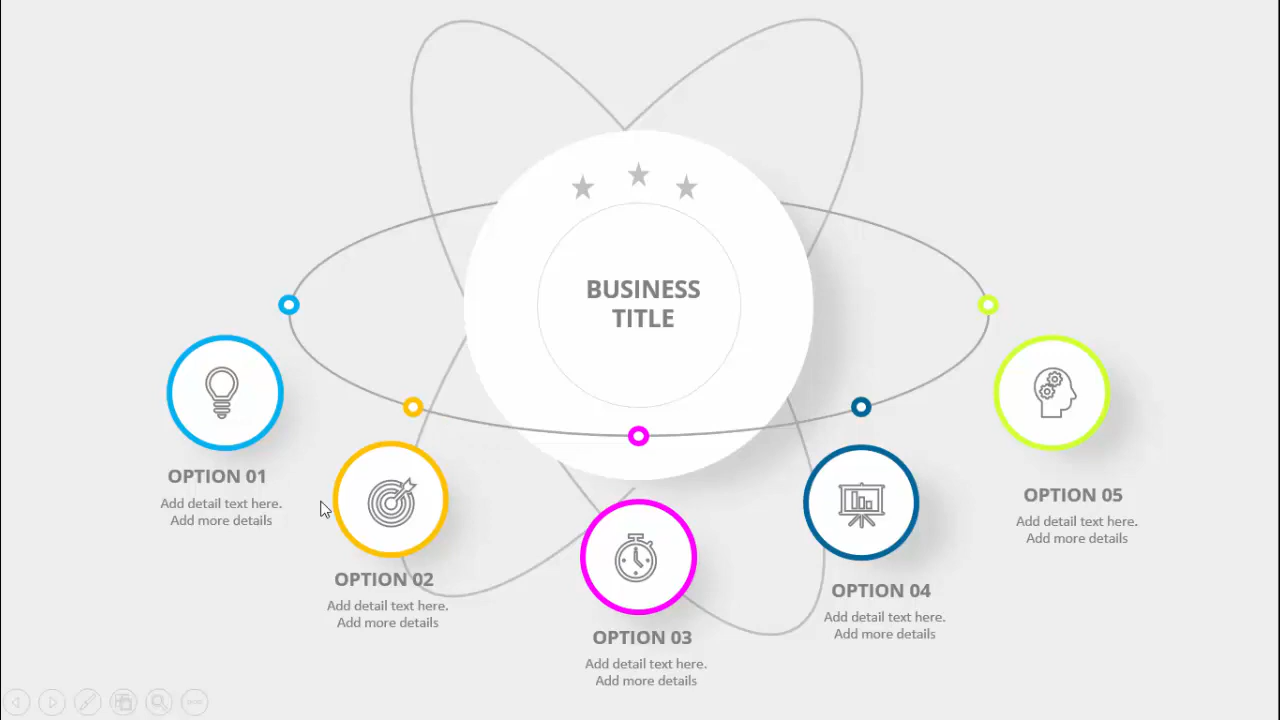 BUSINESS
TITLE
OPTION 01
Add detail text here.
Add more details
OPTION 02
Add detail text here.
Add more details
OPTION 03
Add detail text here.
Add more details
OPTION 04
Add detail text here.
Add more details
OPTION 05
Add detail text here.
Add more details